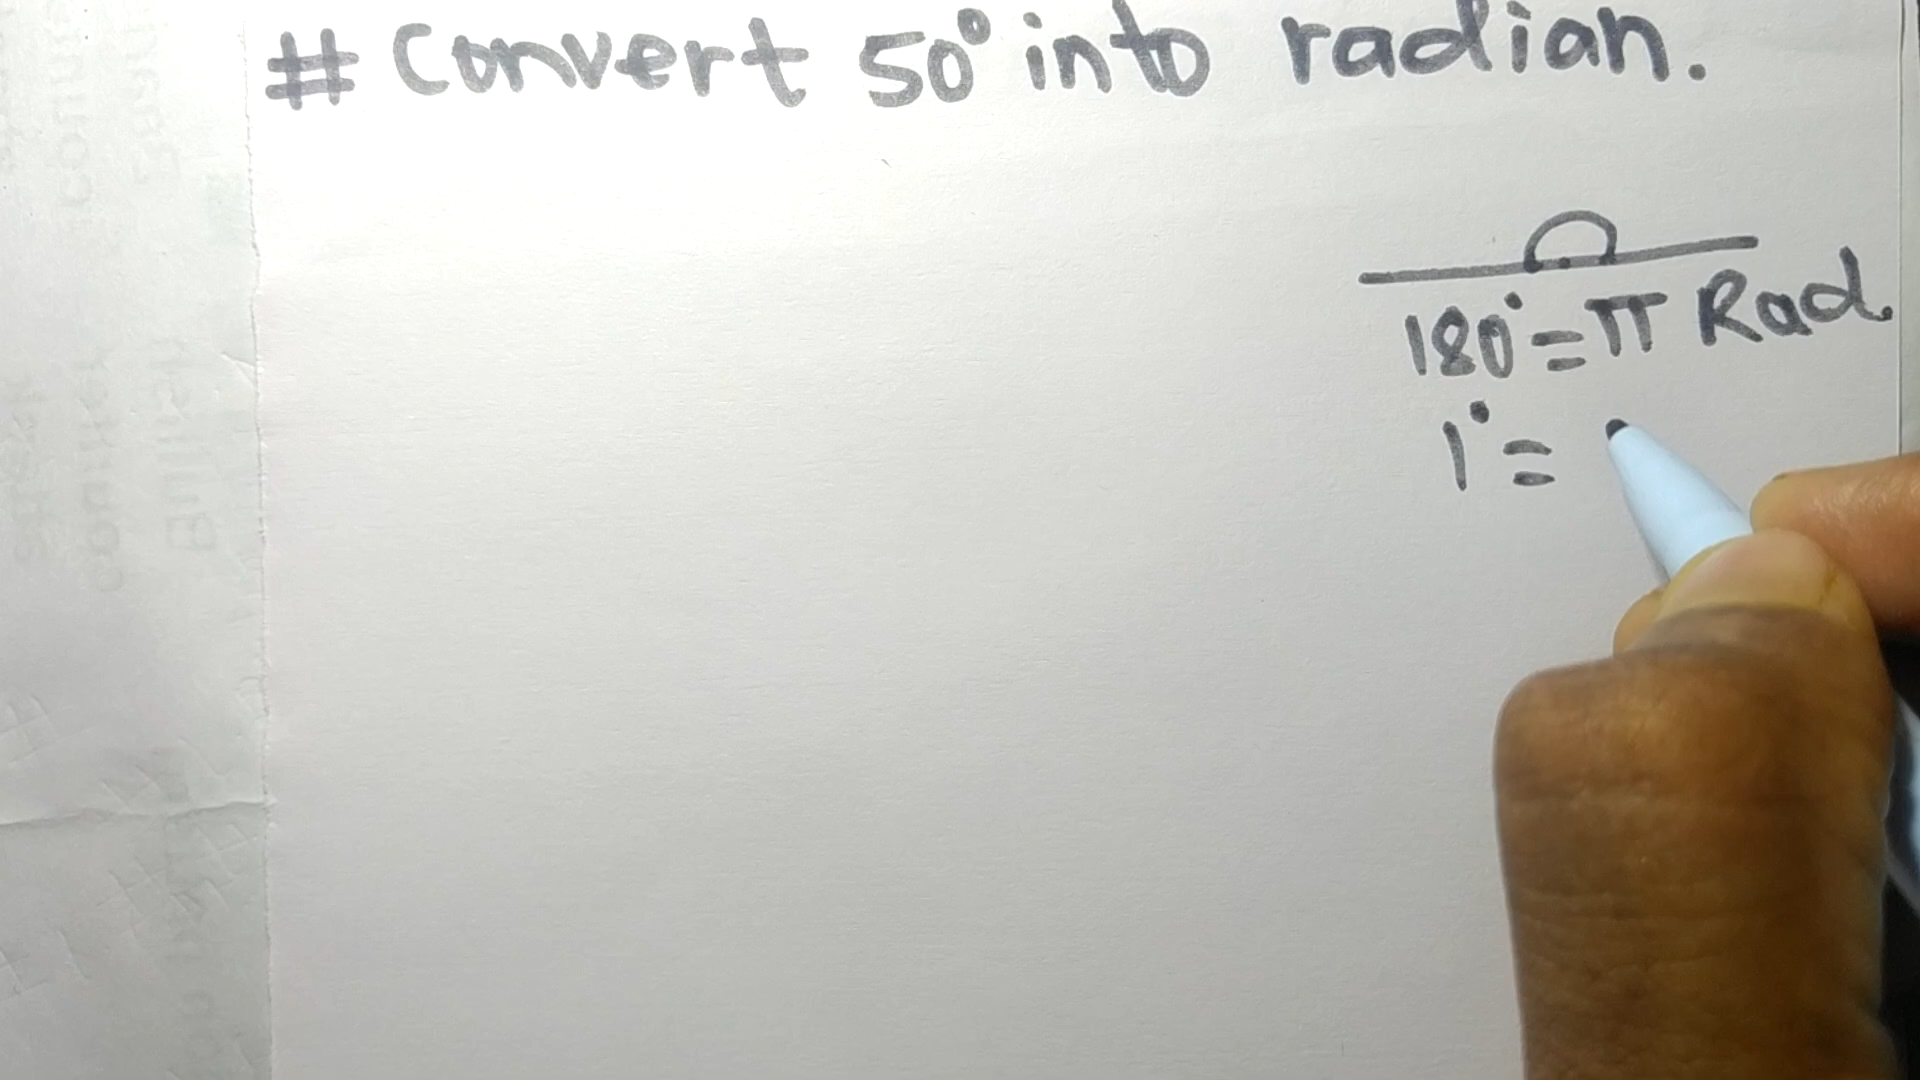 # Convert 50° into radian.
180° = π Rad.
1° =